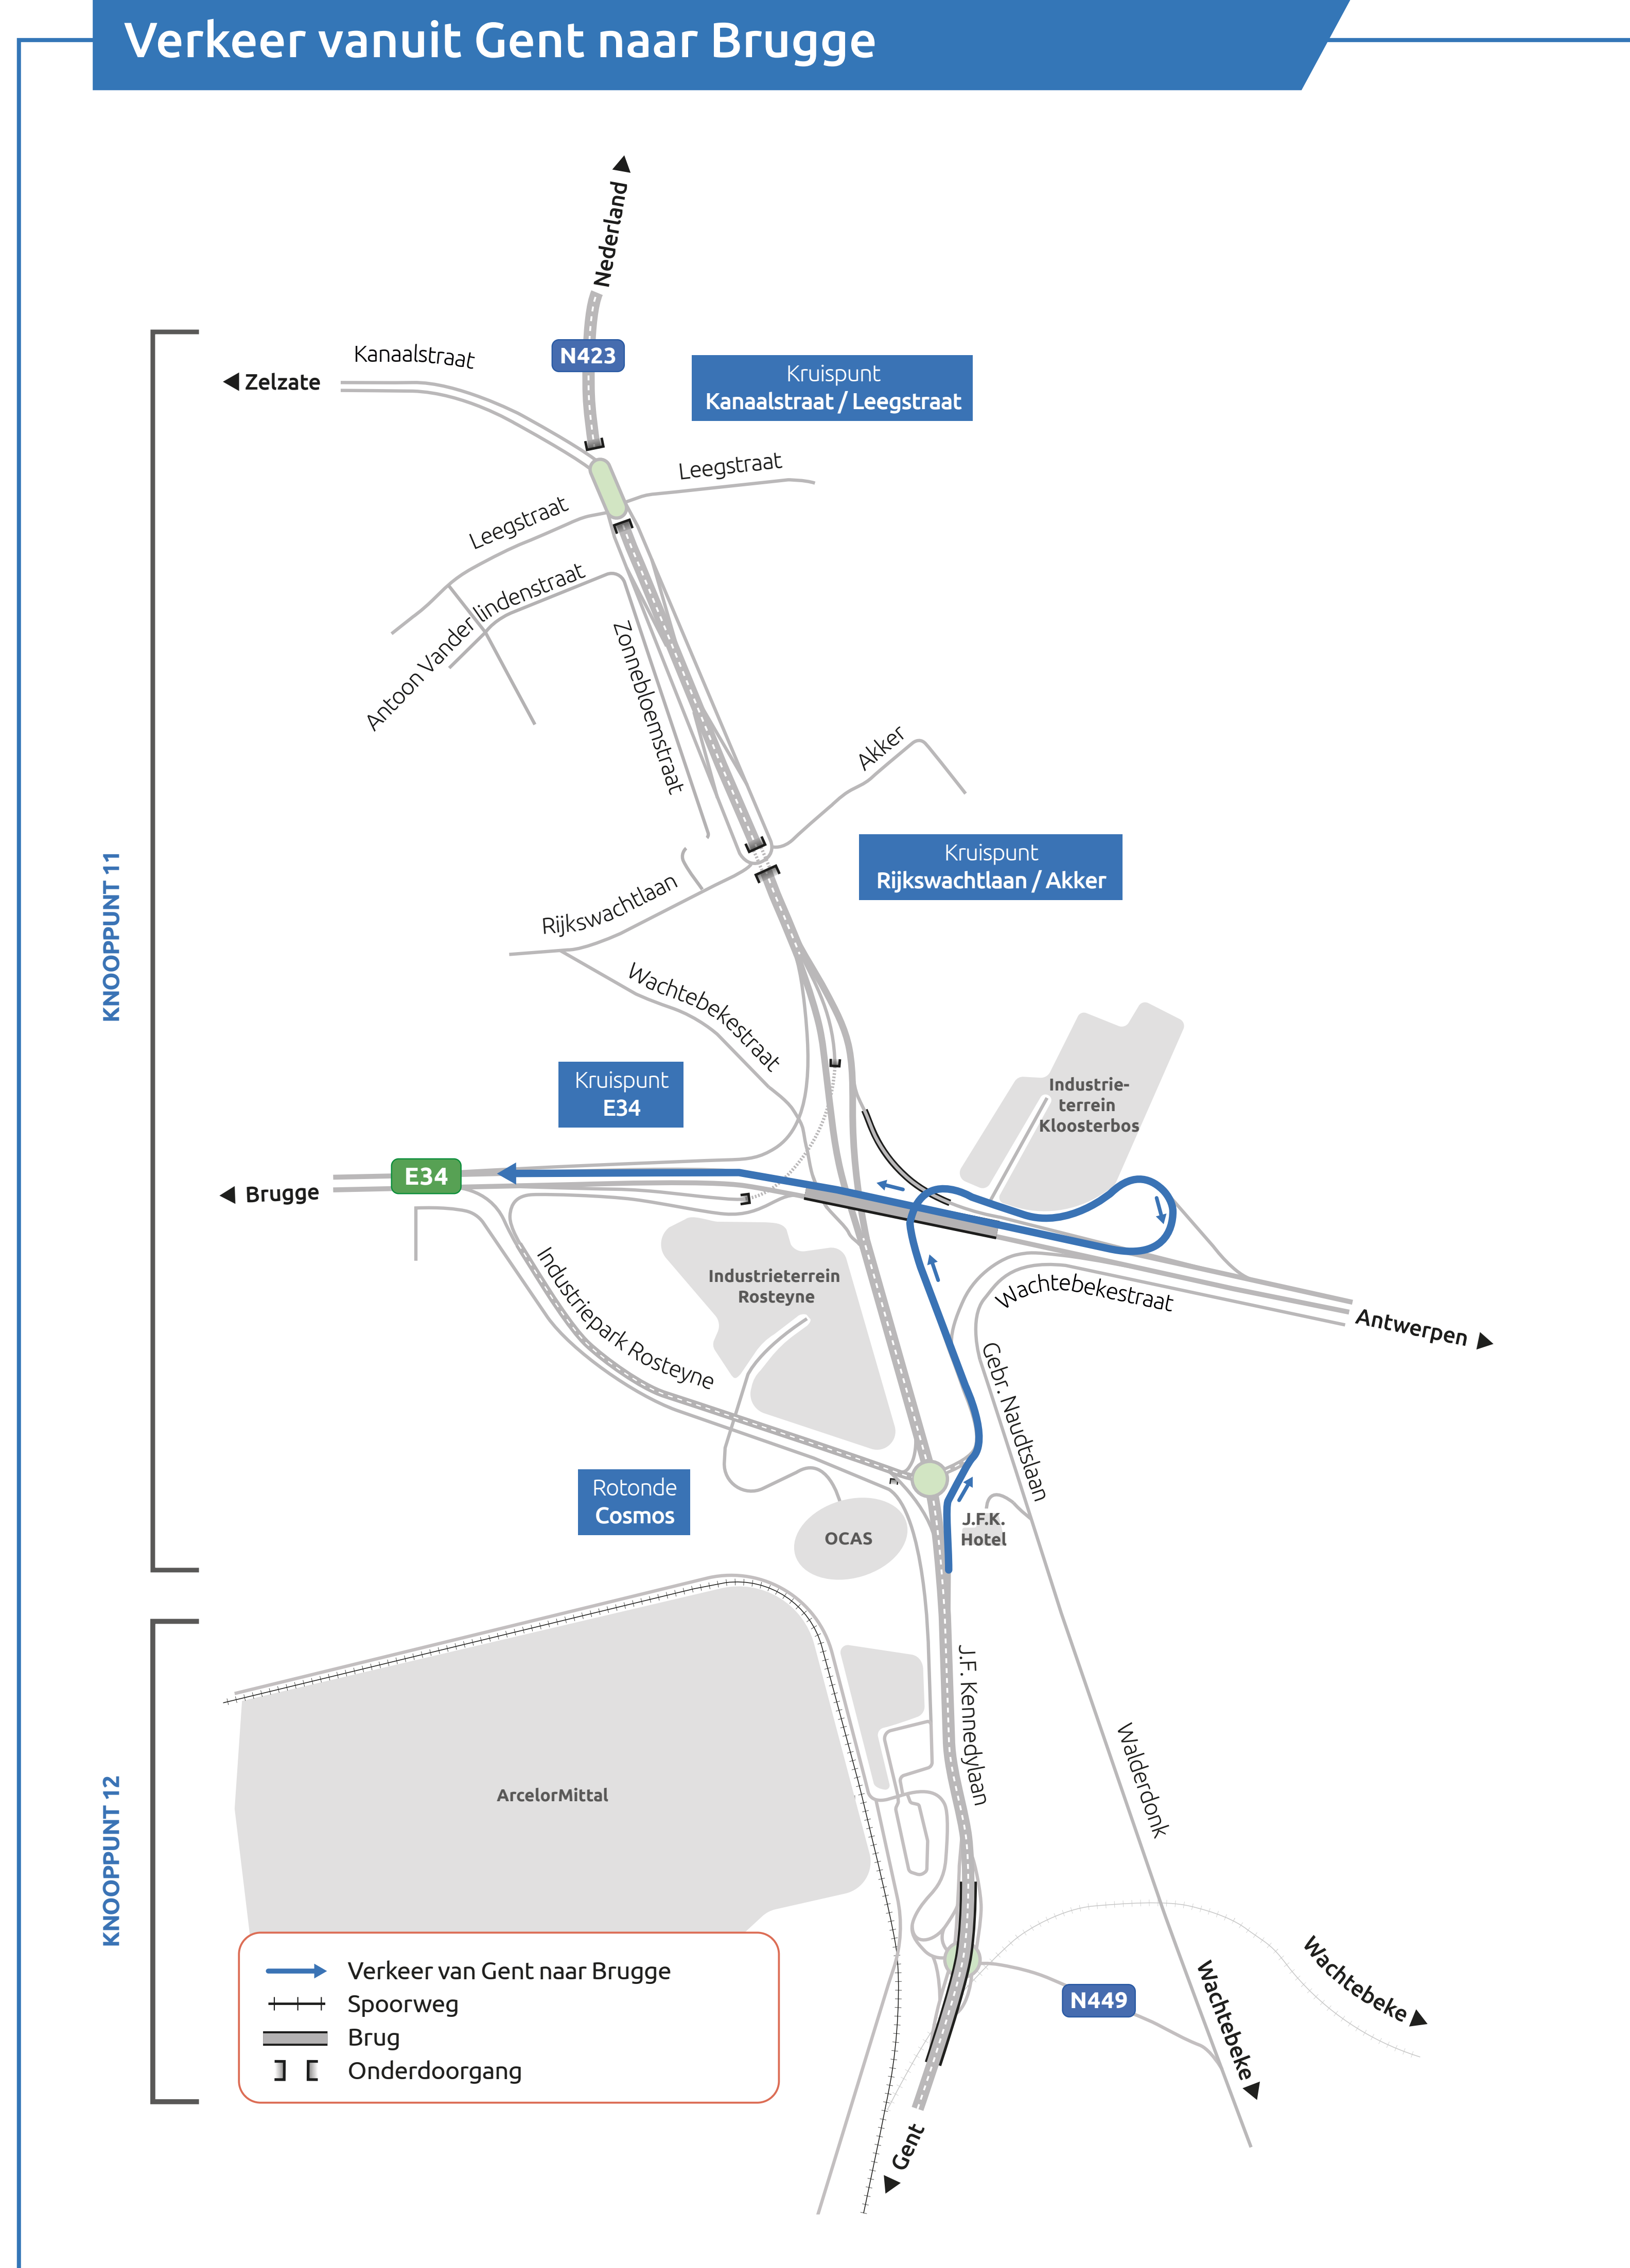 Verkeer vanuit Gent naar Brugge
Nederland
N423
Kanaalstraat
Zelzate
Kruispunt
Kanaalstraat / Leegstraat
Leegstraat
Leegstraat
Antoon Vander lindenstraat
Zonnebloemstraat
Akker
Kruispunt
Rijkswachtlaan / Akker
Rijkswachtlaan
KNOOPPUNT 11
Wachtebekestraat
Kruispunt
E34
Industrie-
terrein
Kloosterbos
E34
Brugge
Industrieterrein
Rosteyne
Industriepark Rosteyne
Wachtebekestraat
Antwerpen
Gebr. Naudtslaan
Rotonde
Cosmos
OCAS
J.F.K.
Hotel
J.F. Kennedylaan
Walderdonk
ArcelorMittal
KNOOPPUNT 12
Wachtebeke
Wachtebeke
N449
Gent
Verkeer van Gent naar Brugge
Spoorweg
Brug
Onderdoorgang